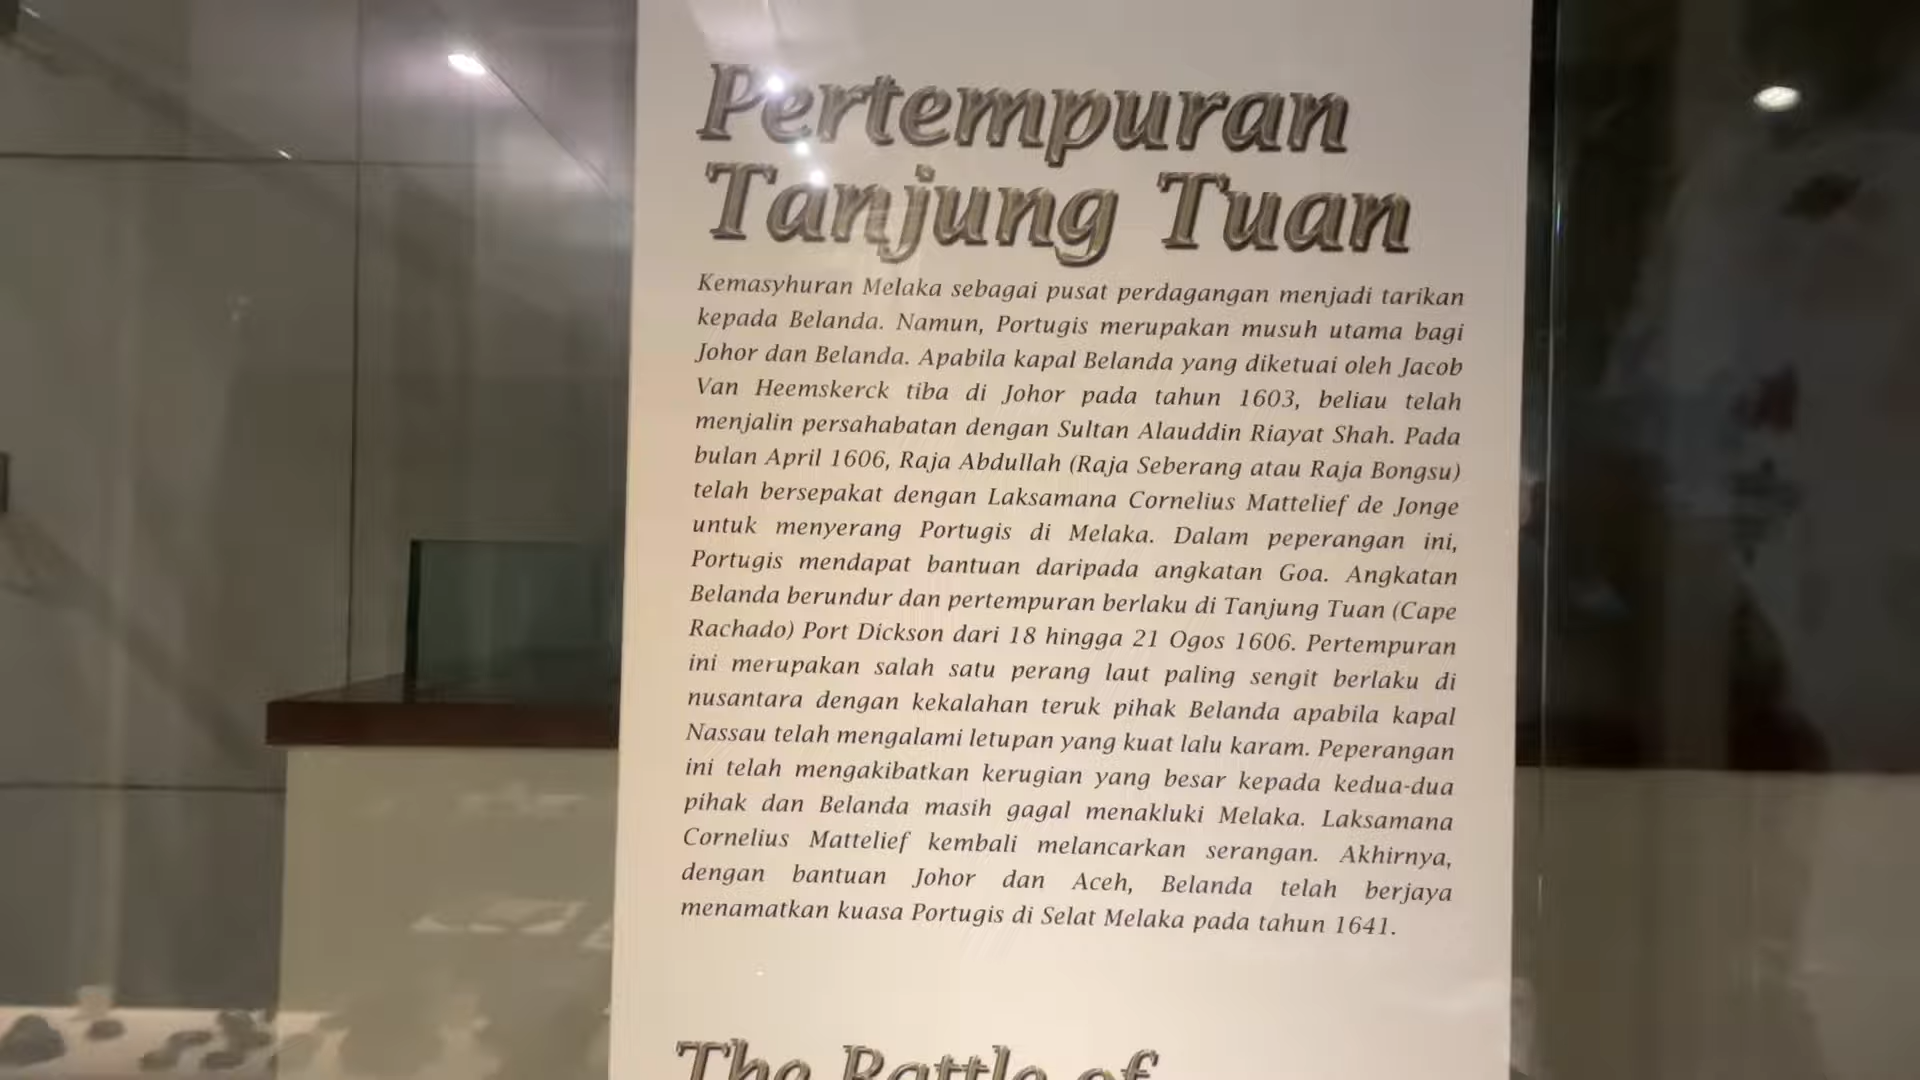 Pertempuran
Tanjung Tuan
Kemasyhuran Melaka sebagai pusat perdagangan menjadi tarikan
kepada Belanda. Namun, Portugis merupakan musuh utama bagi
Johor dan Belanda. Apabila kapal Belanda yang diketuai oleh Jacob
Van Heemskerck tiba di Johor pada tahun 1603, beliau telah
menjalin persahabatan dengan Sultan Alauddin Riayat Shah. Pada
bulan April 1606, Raja Abdullah (Raja Seberang atau Raja Bongsu)
telah bersepakat dengan Laksamana Cornelius Mattelief de Jonge
untuk menyerang Portugis di Melaka. Dalam peperangan ini,
Portugis mendapat bantuan daripada angkatan Goa. Angkatan
Belanda berundur dan pertempuran berlaku di Tanjung Tuan (Cape
Rachado) Port Dickson dari 18 hingga 21 Ogos 1606. Pertempuran
ini merupakan salah satu perang laut paling sengit berlaku di
nusantara dengan kekalahan teruk pihak Belanda apabila kapal
Nassau telah mengalami letupan yang kuat lalu karam. Peperangan
ini telah mengakibatkan kerugian yang besar kepada kedua-dua
pihak dan Belanda masih gagal menakluki Melaka. Laksamana
Cornelius Mattelief kembali melancarkan serangan. Akhirnya,
dengan bantuan Johor dan Aceh, Belanda telah berjaya
menamatkan kuasa Portugis di Selat Melaka pada tahun 1641.
The Battle of